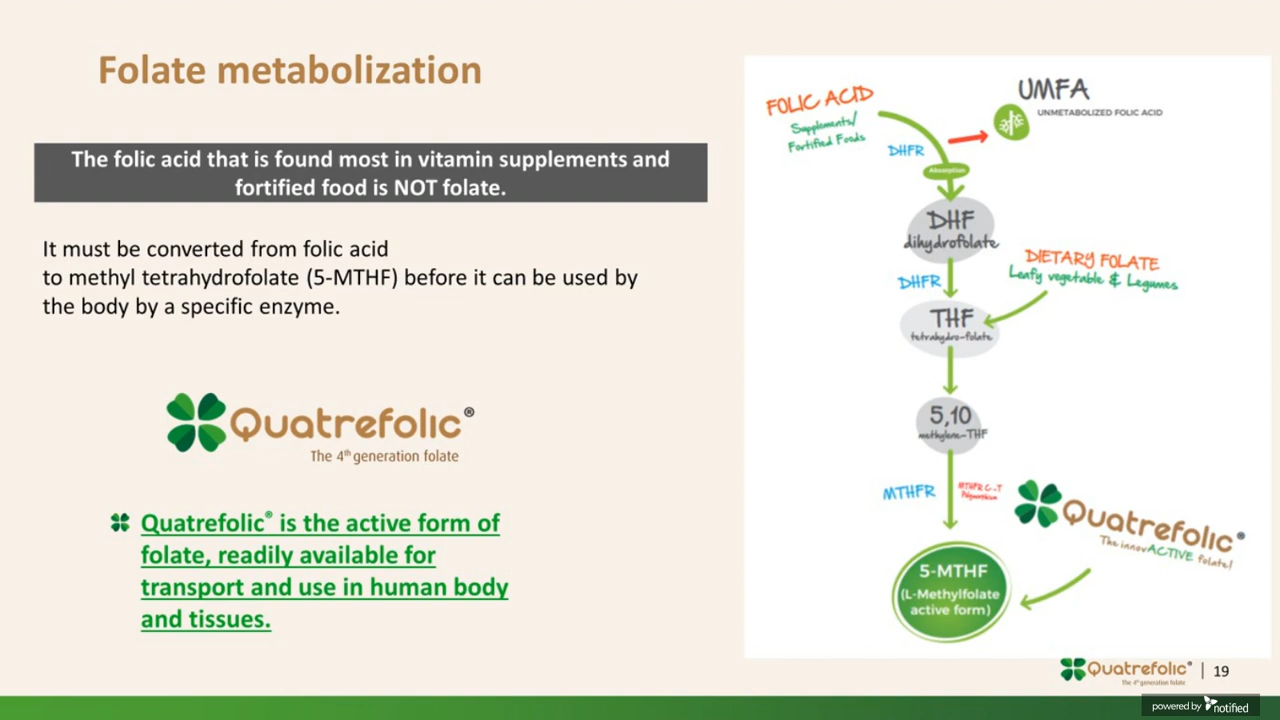 Folate metabolization
The folic acid that is found most in vitamin supplements and
fortified food is NOT folate.
It must be converted from folic acid
to methyl tetrahydrofolate (5-MTHF) before it can be used by
the body by a specific enzyme.
Quatrefolic®
The 4th generation folate
Quatrefolic® is the active form of
folate, readily available for
transport and use in human body
and tissues.
FOLIC ACID
Supplements/
Fortified Foods
UMFA
UNMETABOLIZED FOLIC ACID
DHFR
Absorption
DHF
dihydrofolate
DHFR
DIETARY FOLATE
Leafy vegetable & Legumes
THF
tetrahydro-folate
5,10
methylene-THF
MTHFR
MTHFR C-T
Polymorphism
Quatrefolic®
The innovACTIVE folate!
5-MTHF
(L-Methylfolate
active form)
Quatrefolic® | 19
The 4th generation folate
powered by notified